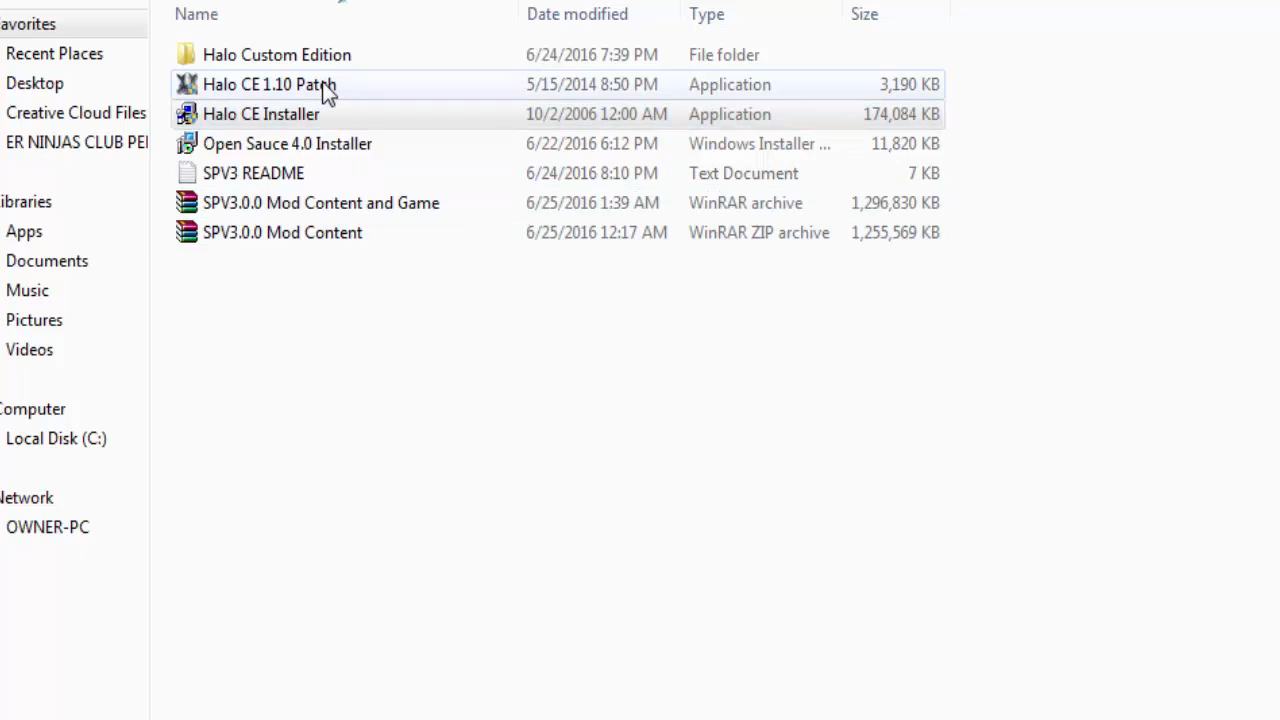 Name Date modified Type Size
avorites
Recent Places
Desktop
Creative Cloud Files
ER NINJAS CLUB PEI
ibraries
Apps
Documents
Music
Pictures
Videos
Computer
Local Disk (C:)
Network
OWNER-PC
Halo Custom Edition 6/24/2016 7:39 PM File folder
Halo CE 1.10 Patch 5/15/2014 8:50 PM Application 3,190 KB
Halo CE Installer 10/2/2006 12:00 AM Application 174,084 KB
Open Sauce 4.0 Installer 6/22/2016 6:12 PM Windows Installer ... 11,820 KB
SPV3 README 6/24/2016 8:10 PM Text Document 7 KB
SPV3.0.0 Mod Content and Game 6/25/2016 1:39 AM WinRAR archive 1,296,830 KB
SPV3.0.0 Mod Content 6/25/2016 12:17 AM WinRAR ZIP archive 1,255,569 KB